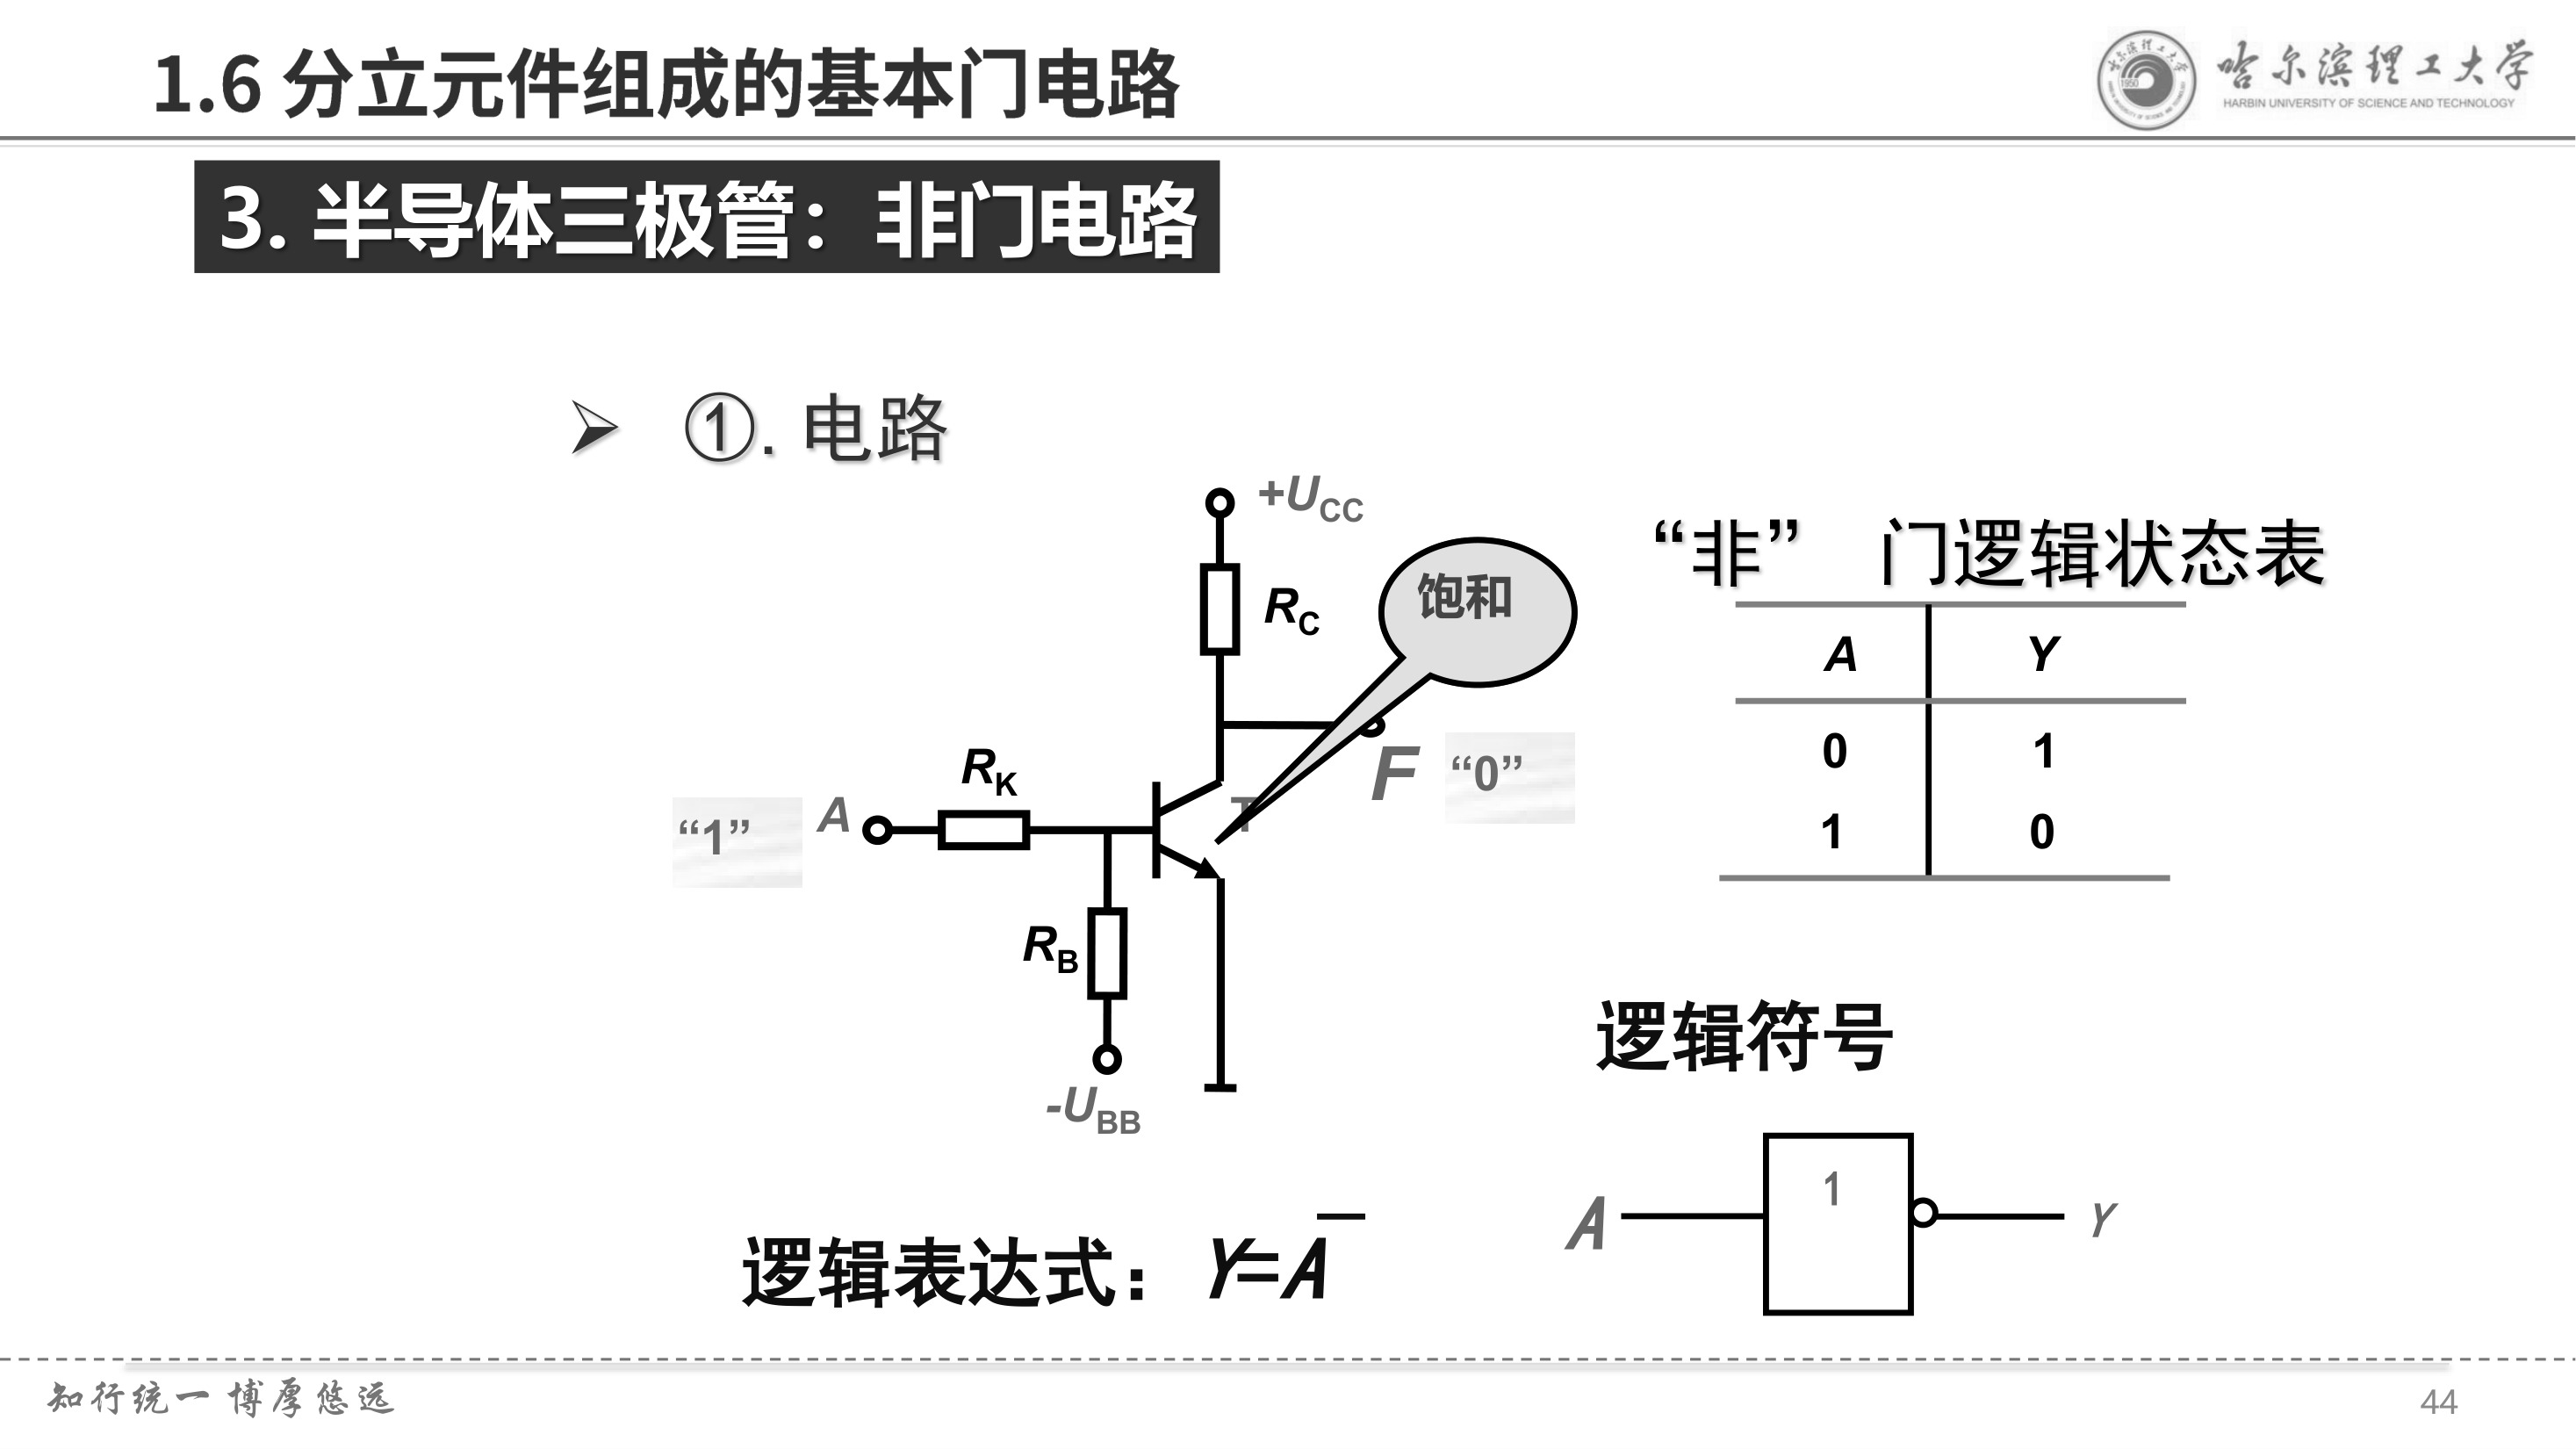 1.6 分立元件组成的基本门电路
哈尔滨理工大学
HARBIN UNIVERSITY OF SCIENCE AND TECHNOLOGY
1950
3. 半导体三极管：非门电路
①. 电路
+UCC
RC
饱和
“非” 门逻辑状态表
A Y
0 1
1 0
RK
“1” A
T
F “0”
RB
-UBB
逻辑符号
A 1 Y
逻辑表达式： Y=A̅
知行统一 博厚悠远
44